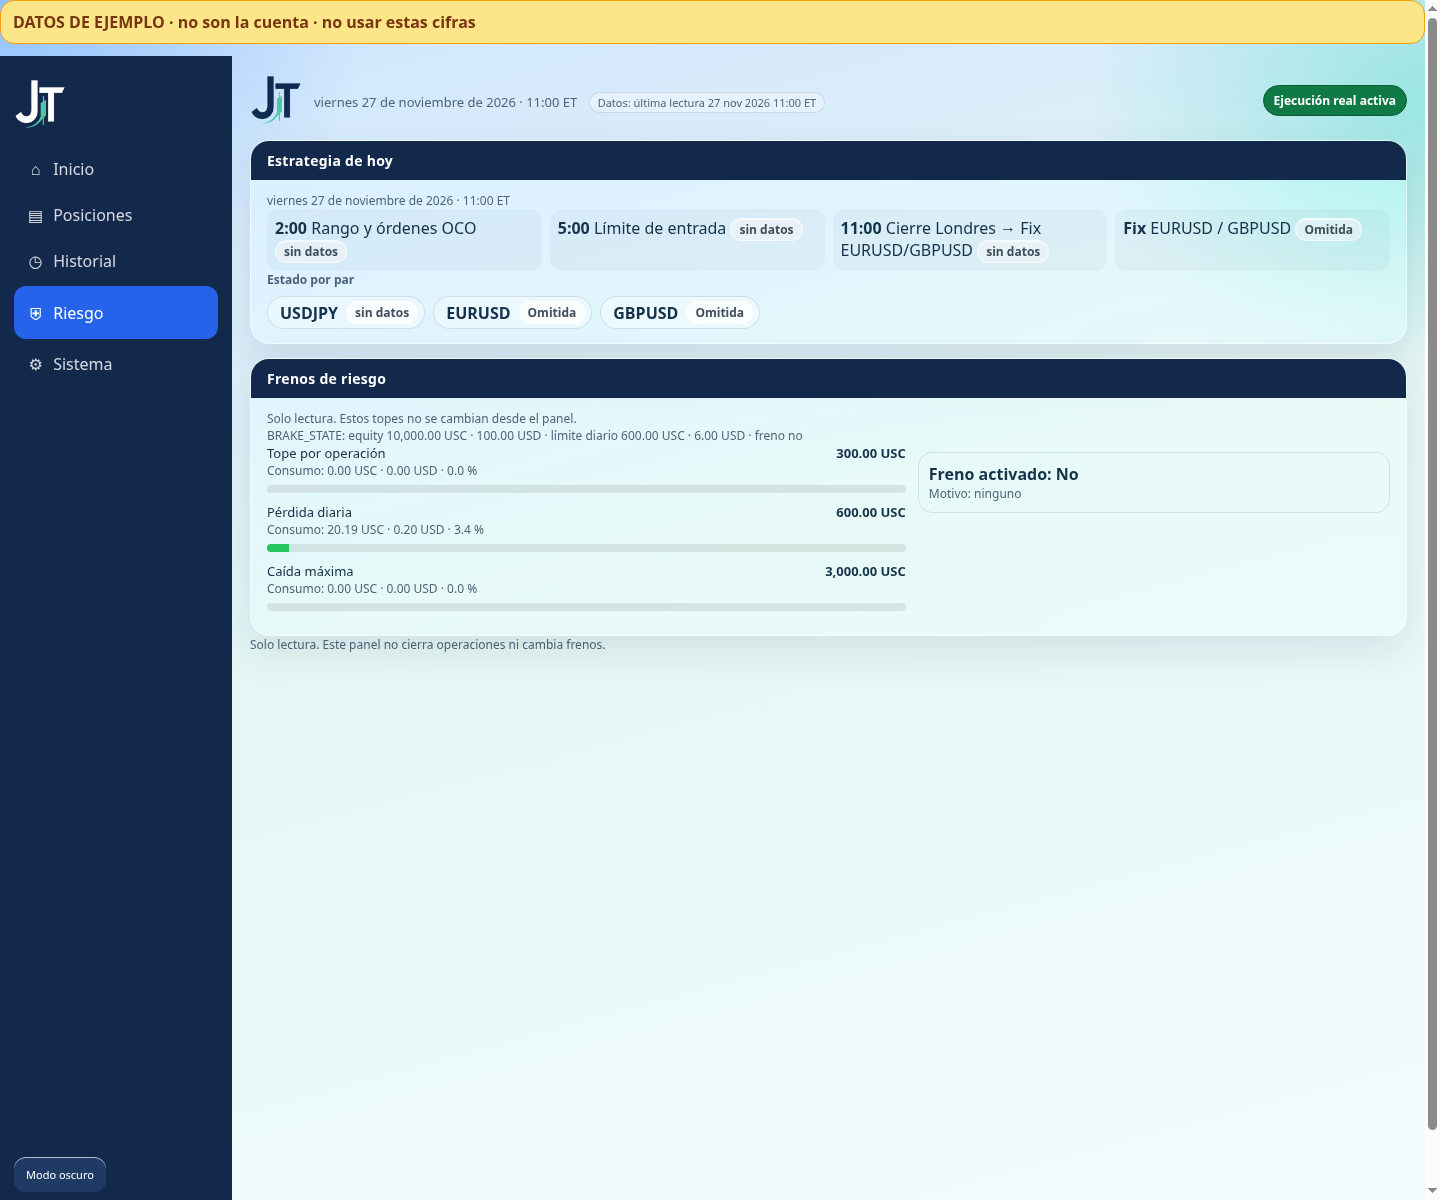 DATOS DE EJEMPLO · no son la cuenta · no usar estas cifras
JT
Inicio
Posiciones
Historial
Riesgo
Sistema
Modo oscuro
JT
viernes 27 de noviembre de 2026 · 11:00 ET
Datos: última lectura 27 nov 2026 11:00 ET
Ejecución real activa
Estrategia de hoy
viernes 27 de noviembre de 2026 · 11:00 ET
2:00 Rango y órdenes OCO
sin datos
5:00 Límite de entrada sin datos
11:00 Cierre Londres → Fix
EURUSD/GBPUSD sin datos
Fix EURUSD / GBPUSD Omitida
Estado por par
USDJPY sin datos
EURUSD Omitida
GBPUSD Omitida
Frenos de riesgo
Solo lectura. Estos topes no se cambian desde el panel.
BRAKE_STATE: equity 10,000.00 USC · 100.00 USD · límite diario 600.00 USC · 6.00 USD · freno no
Tope por operación 300.00 USC
Consumo: 0.00 USC · 0.00 USD · 0.0 %
Pérdida diaria 600.00 USC
Consumo: 20.19 USC · 0.20 USD · 3.4 %
Caída máxima 3,000.00 USC
Consumo: 0.00 USC · 0.00 USD · 0.0 %
Freno activado: No
Motivo: ninguno
Solo lectura. Este panel no cierra operaciones ni cambia frenos.